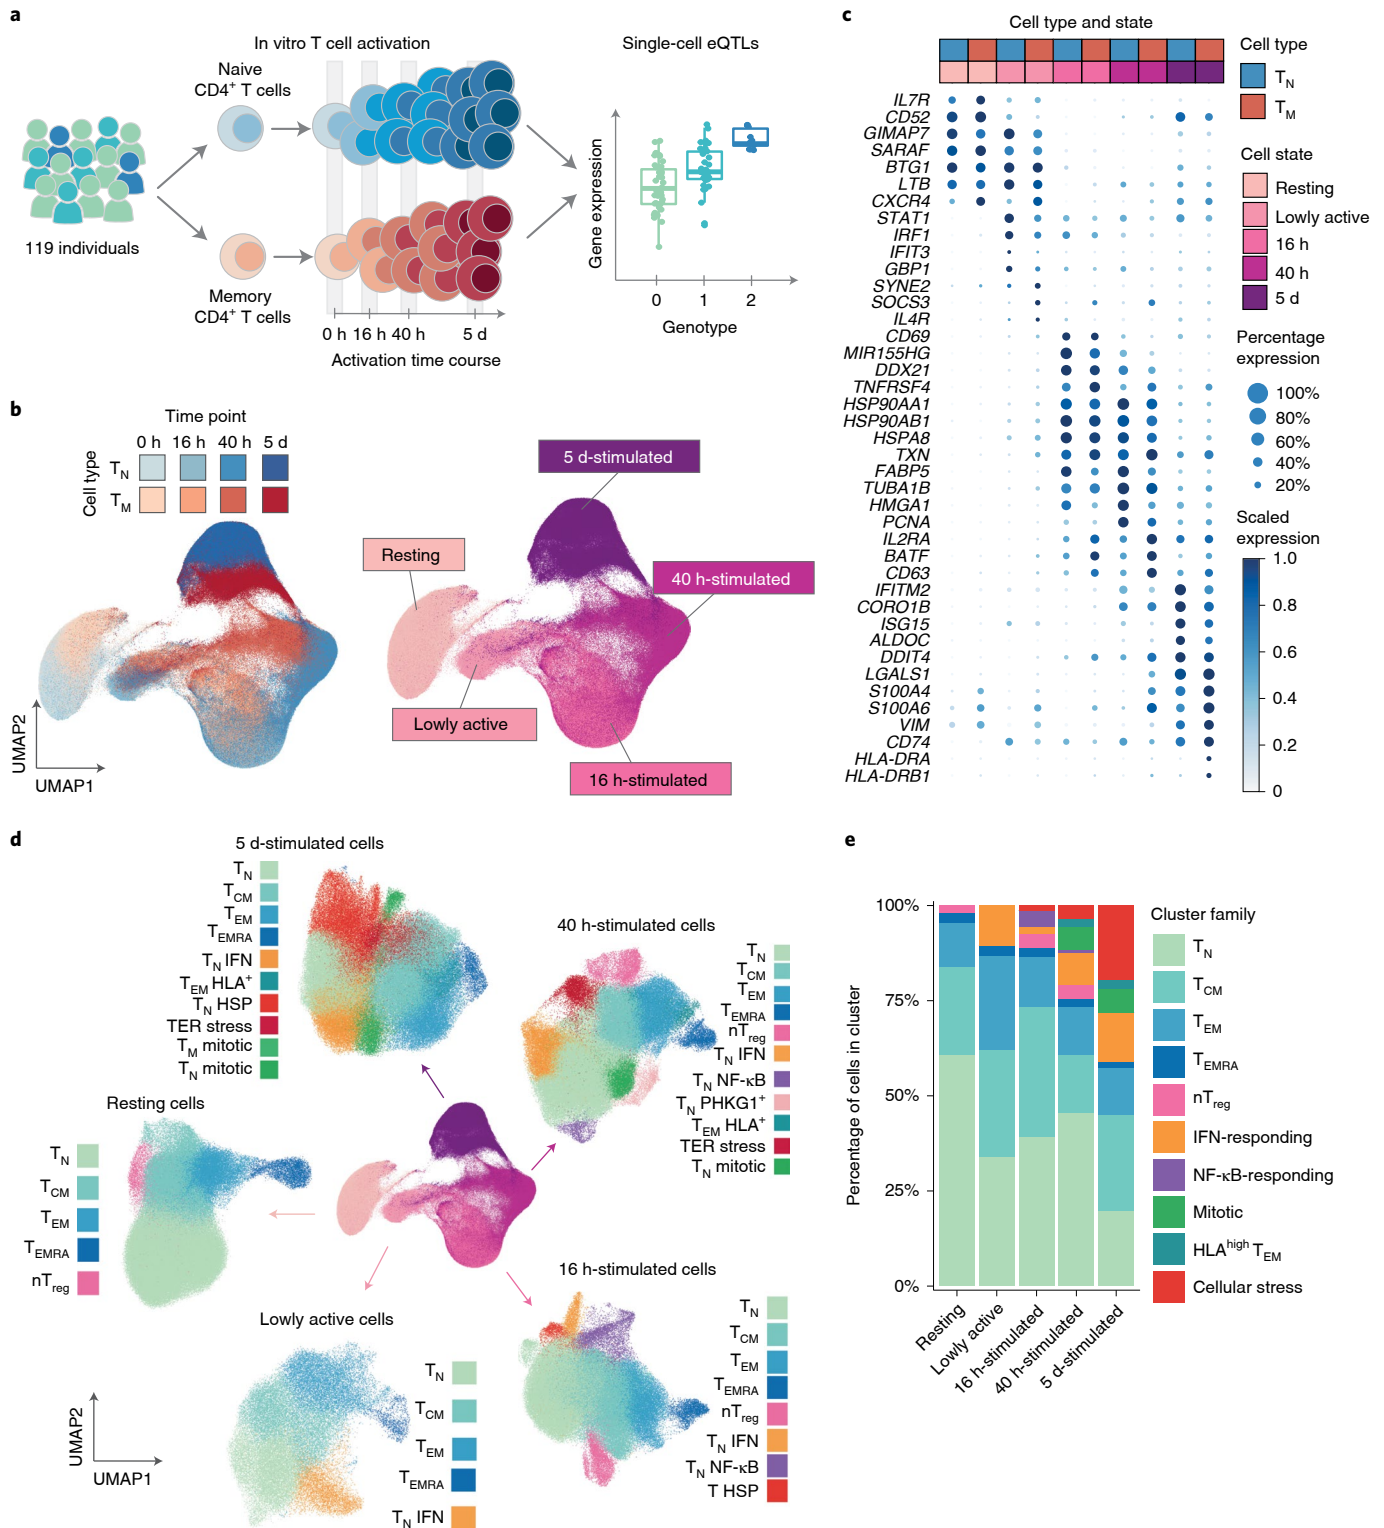 a
In vitro T cell activation
Single-cell eQTLs
Naive
CD4+ T cells
119 individuals
Memory
CD4+ T cells
0 h 16 h 40 h 5 d
Activation time course
Gene expression
0 1 2
Genotype
b
Time point
0 h 16 h 40 h 5 d
Cell type
TN
TM
5 d-stimulated
Resting
40 h-stimulated
Lowly active
16 h-stimulated
UMAP2
UMAP1
c
Cell type and state
IL7R
CD52
GIMAP7
SARAF
BTG1
LTB
CXCR4
STAT1
IRF1
IFIT3
GBP1
SYNE2
SOCS3
IL4R
CD69
MIR155HG
DDX21
TNFRSF4
HSP90AA1
HSP90AB1
HSPA8
TXN
FABP5
TUBA1B
HMGA1
PCNA
IL2RA
BATF
CD63
IFITM2
CORO1B
ISG15
ALDOC
DDIT4
LGALS1
S100A4
S100A6
VIM
CD74
HLA-DRA
HLA-DRB1
Cell type
TN
TM
Cell state
Resting
Lowly active
16 h
40 h
5 d
Percentage
expression
100%
80%
60%
40%
20%
Scaled
expression
1.0
0.8
0.6
0.4
0.2
0
d
5 d-stimulated cells
TN
TCM
TEM
TEMRA
TN IFN
TEM HLA+
TN HSP
TER stress
TM mitotic
TN mitotic
40 h-stimulated cells
TN
TCM
TEM
TEMRA
nTreg
TN IFN
TN NF-κB
TN PHKG1+
TEM HLA+
TER stress
TN mitotic
Resting cells
TN
TCM
TEM
TEMRA
nTreg
Lowly active cells
TN
TCM
TEM
TEMRA
TN IFN
16 h-stimulated cells
TN
TCM
TEM
TEMRA
nTreg
TN IFN
TN NF-κB
T HSP
UMAP2
UMAP1
e
Percentage of cells in cluster
100%
75%
50%
25%
0%
Resting
Lowly active
16 h-stimulated
40 h-stimulated
5 d-stimulated
Cluster family
TN
TCM
TEM
TEMRA
nTreg
IFN-responding
NF-κB-responding
Mitotic
HLAhigh TEM
Cellular stress